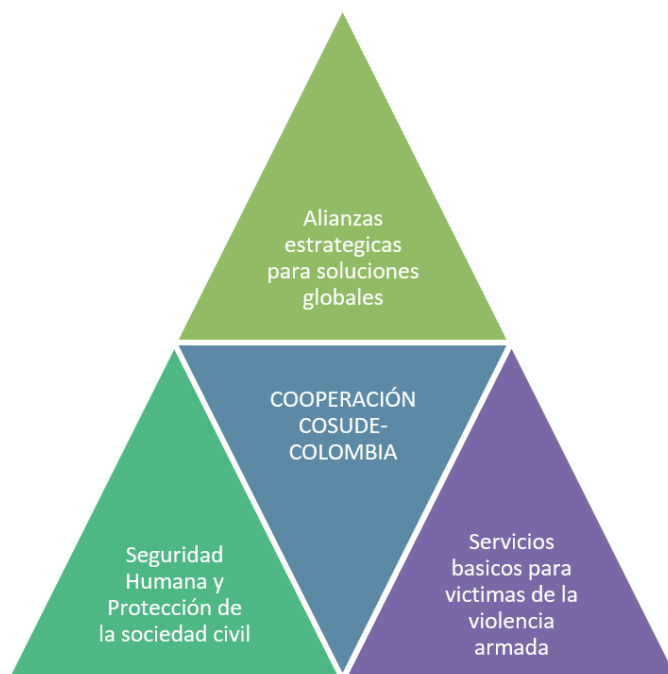 Alianzas
estrategicas
para soluciones
globales
COOPERACIÓN
COSUDE-
COLOMBIA
Seguridad
Humana y
Protección de
la sociedad civil
Servicios
basicos para
victimas de la
violencia
armada